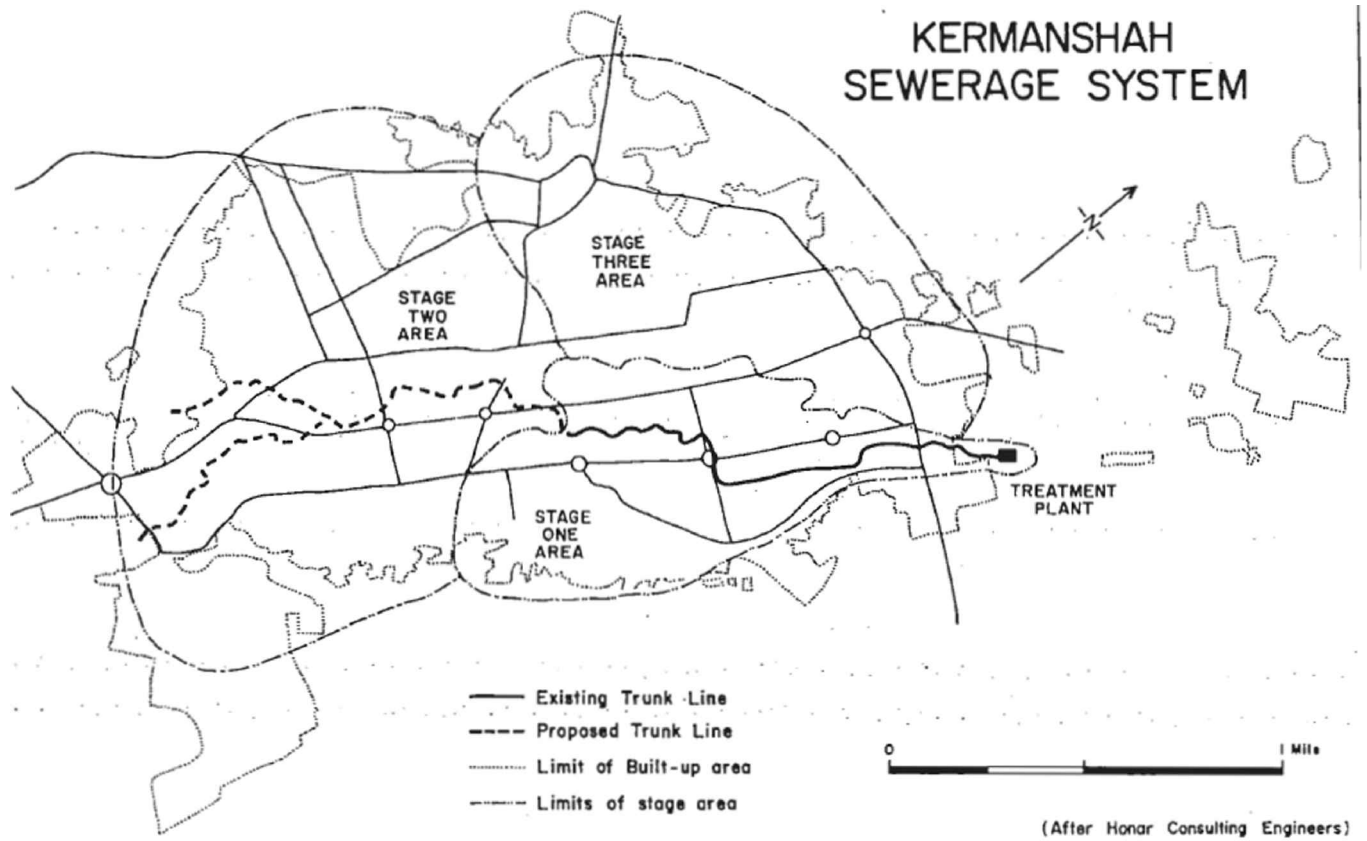 KERMANSHAH
SEWERAGE SYSTEM
N
STAGE
THREE
AREA
STAGE
TWO
AREA
STAGE
ONE
AREA
TREATMENT
PLANT
Existing Trunk Line
Proposed Trunk Line
Limit of Built-up area
Limits of stage area
0
1 Mile
(After Honar Consulting Engineers)